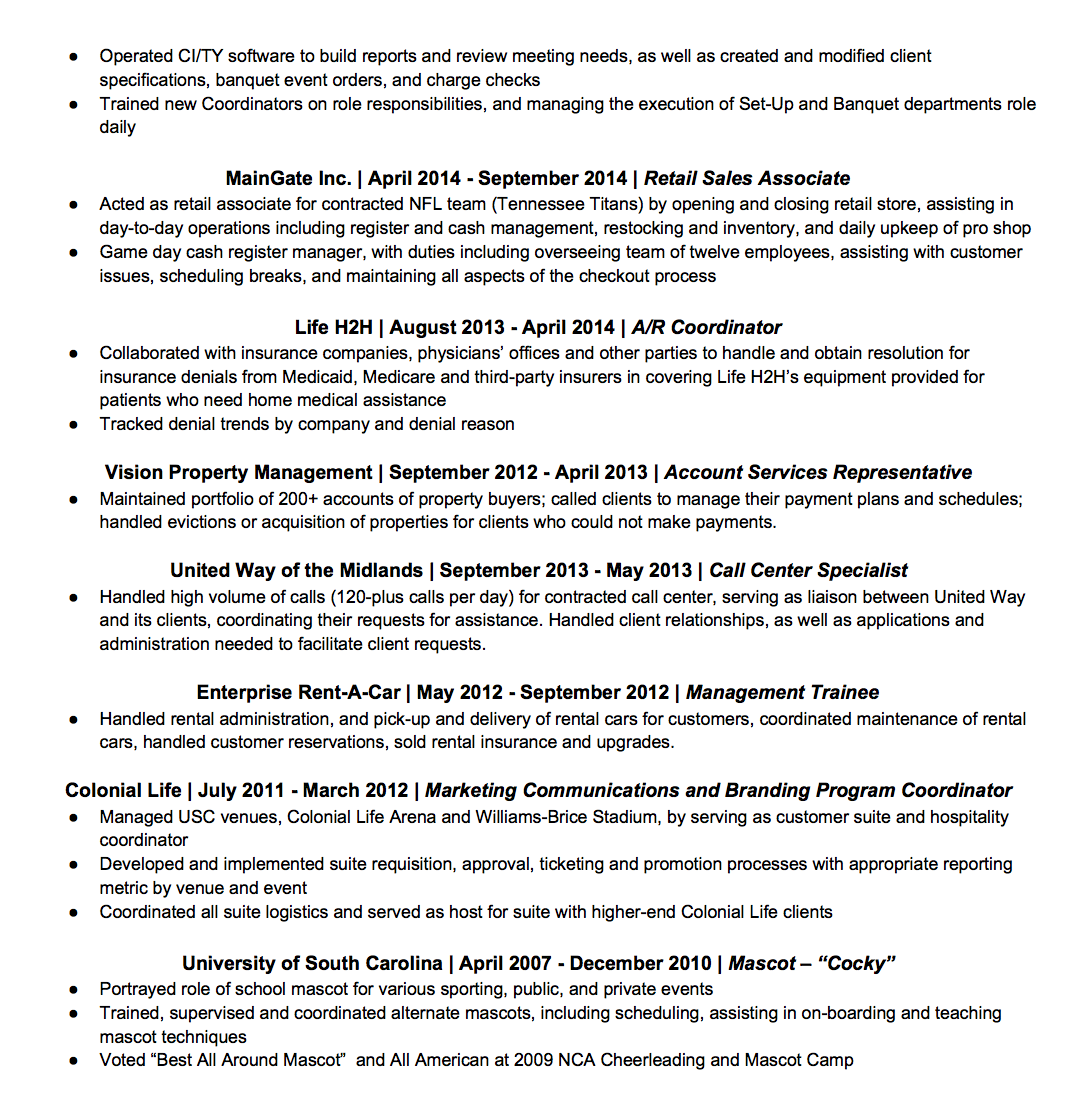 ● Operated CI/TY software to build reports and review meeting needs, as well as created and modified client
specifications, banquet event orders, and charge checks
● Trained new Coordinators on role responsibilities, and managing the execution of Set-Up and Banquet departments role
daily
MainGate Inc. | April 2014 - September 2014 | Retail Sales Associate
● Acted as retail associate for contracted NFL team (Tennessee Titans) by opening and closing retail store, assisting in
day-to-day operations including register and cash management, restocking and inventory, and daily upkeep of pro shop
● Game day cash register manager, with duties including overseeing team of twelve employees, assisting with customer
issues, scheduling breaks, and maintaining all aspects of the checkout process
Life H2H | August 2013 - April 2014 | A/R Coordinator
● Collaborated with insurance companies, physicians’ offices and other parties to handle and obtain resolution for
insurance denials from Medicaid, Medicare and third-party insurers in covering Life H2H’s equipment provided for
patients who need home medical assistance
● Tracked denial trends by company and denial reason
Vision Property Management | September 2012 - April 2013 | Account Services Representative
● Maintained portfolio of 200+ accounts of property buyers; called clients to manage their payment plans and schedules;
handled evictions or acquisition of properties for clients who could not make payments.
United Way of the Midlands | September 2013 - May 2013 | Call Center Specialist
● Handled high volume of calls (120-plus calls per day) for contracted call center, serving as liaison between United Way
and its clients, coordinating their requests for assistance. Handled client relationships, as well as applications and
administration needed to facilitate client requests.
Enterprise Rent-A-Car | May 2012 - September 2012 | Management Trainee
● Handled rental administration, and pick-up and delivery of rental cars for customers, coordinated maintenance of rental
cars, handled customer reservations, sold rental insurance and upgrades.
Colonial Life | July 2011 - March 2012 | Marketing Communications and Branding Program Coordinator
● Managed USC venues, Colonial Life Arena and Williams-Brice Stadium, by serving as customer suite and hospitality
coordinator
● Developed and implemented suite requisition, approval, ticketing and promotion processes with appropriate reporting
metric by venue and event
● Coordinated all suite logistics and served as host for suite with higher-end Colonial Life clients
University of South Carolina | April 2007 - December 2010 | Mascot – “Cocky”
● Portrayed role of school mascot for various sporting, public, and private events
● Trained, supervised and coordinated alternate mascots, including scheduling, assisting in on-boarding and teaching
mascot techniques
● Voted “Best All Around Mascot” and All American at 2009 NCA Cheerleading and Mascot Camp